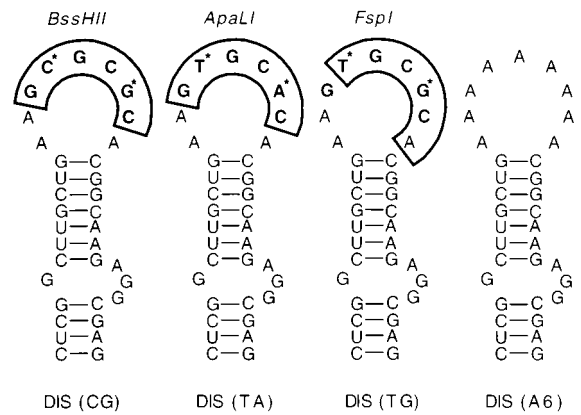 BssHII ApaLI FspI
G C* G C G* C
A A
A
G—C
U—G
C—G
G—C
U—A
U—A
C—G
G A G G
G—C
C—G
U—A
C—G
DIS (CG)
G T* G C A* C
A A
A
G—C
U—G
C—G
G—C
U—A
U—A
C—G
G A G G
G—C
C—G
U—A
C—G
DIS (TA)
G T* G C G* C A
A A
G—C
U—G
C—G
G—C
U—A
U—A
C—G
G A G G
G—C
C—G
U—A
C—G
DIS (TG)
A A A A A A A A A
G—C
U—G
C—G
G—C
U—A
U—A
C—G
G A G G
G—C
C—G
U—A
C—G
DIS (A6)